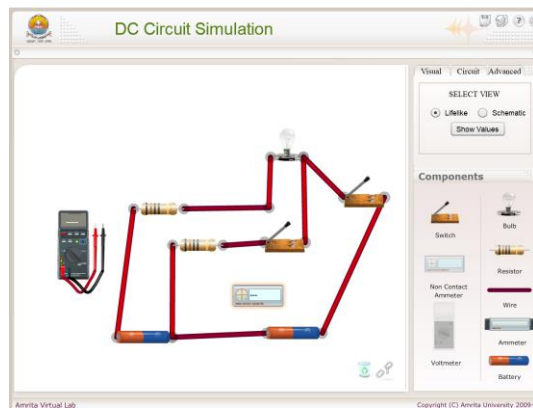 DC Circuit Simulation
Visual Circuit Advanced
SELECT VIEW
Lifelike Schematic
Show Values
Components
Switch
Bulb
Non Contact
Ammeter
Resistor
Wire
Voltmeter
Ammeter
Battery
Amrita Virtual Lab
Copyright (C) Amrita University 2009-